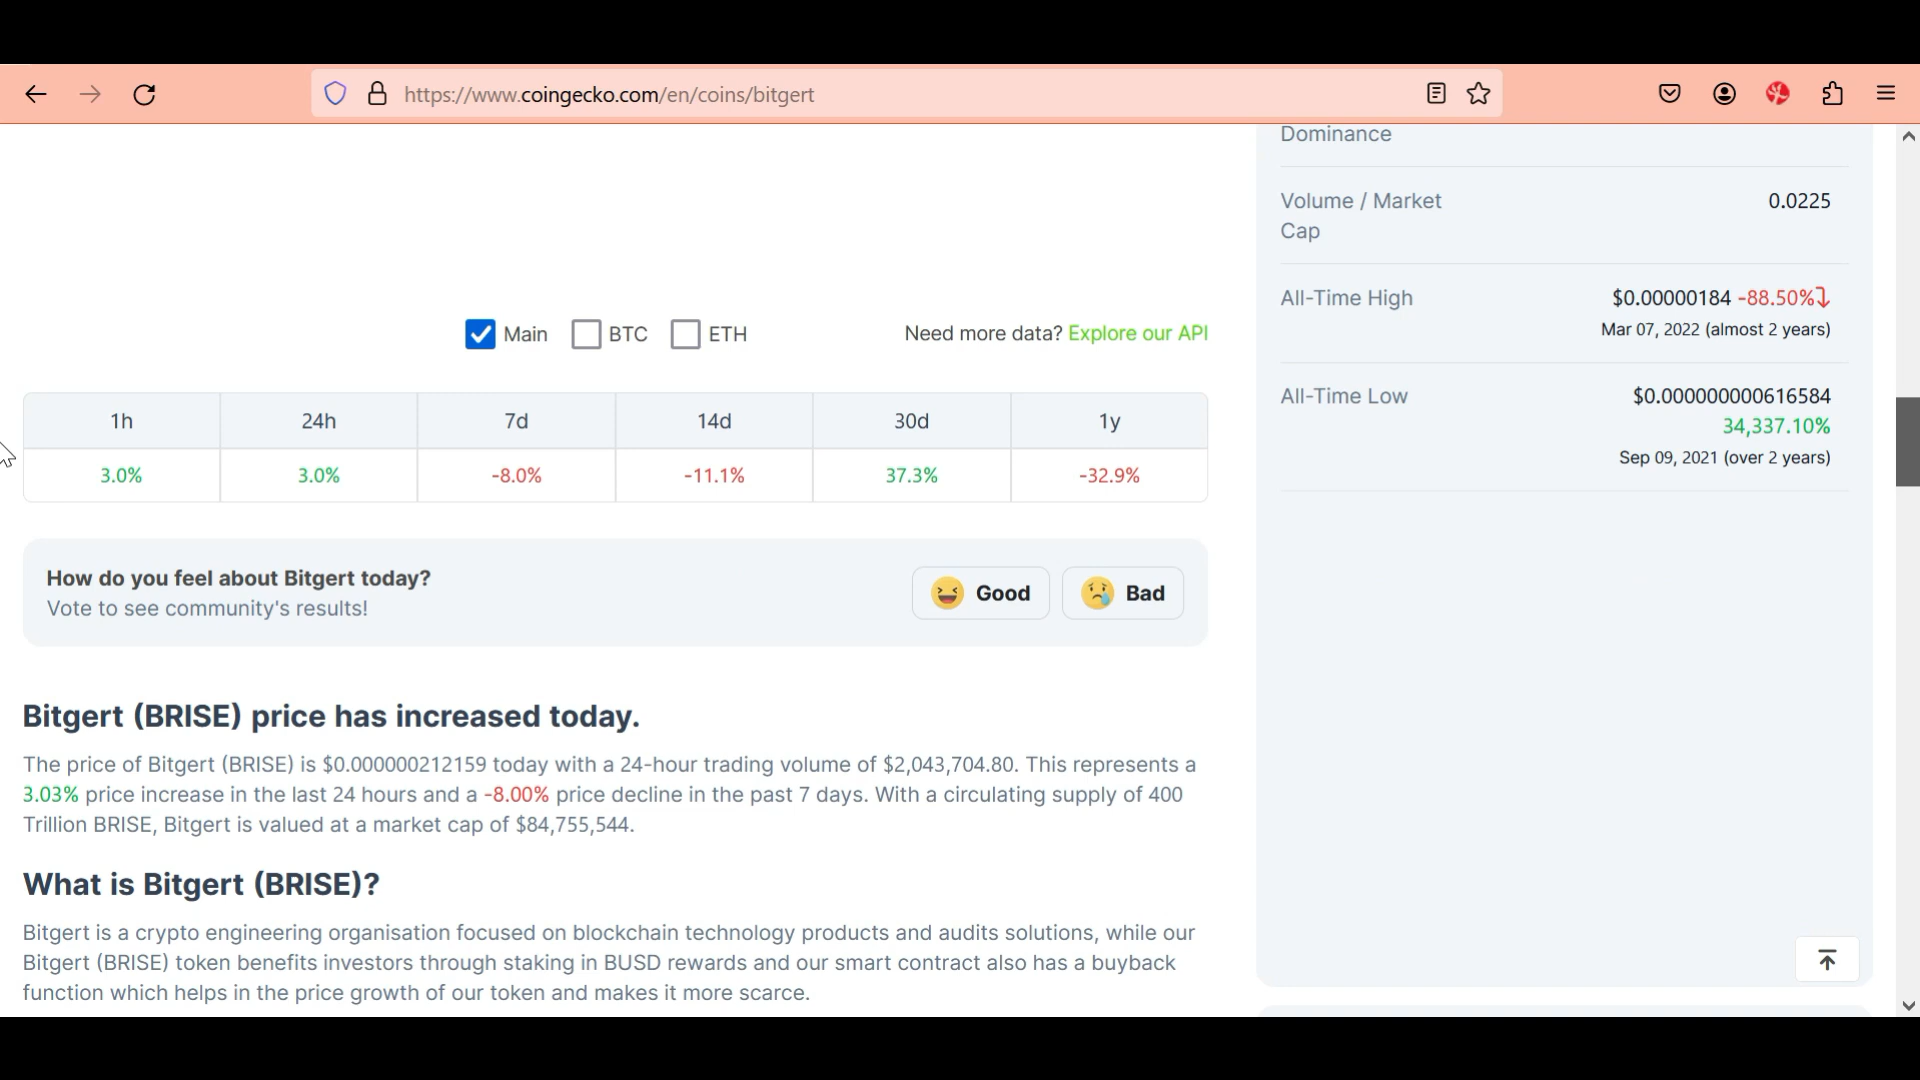 https://www.coingecko.com/en/coins/bitgert
Dominance
Volume / Market
Cap
0.0225
Main
BTC
ETH
Need more data? Explore our API
All-Time High
$0.00000184 -88.50%
Mar 07, 2022 (almost 2 years)
1h 24h 7d 14d 30d 1y
3.0% 3.0% -8.0% -11.1% 37.3% -32.9%
All-Time Low
$0.000000000616584
34,337.10%
Sep 09, 2021 (over 2 years)
How do you feel about Bitgert today?
Vote to see community's results!
Good
Bad
Bitgert (BRISE) price has increased today.
The price of Bitgert (BRISE) is $0.000000212159 today with a 24-hour trading volume of $2,043,704.80. This represents a
3.03% price increase in the last 24 hours and a -8.00% price decline in the past 7 days. With a circulating supply of 400
Trillion BRISE, Bitgert is valued at a market cap of $84,755,544.
What is Bitgert (BRISE)?
Bitgert is a crypto engineering organisation focused on blockchain technology products and audits solutions, while our
Bitgert (BRISE) token benefits investors through staking in BUSD rewards and our smart contract also has a buyback
function which helps in the price growth of our token and makes it more scarce.